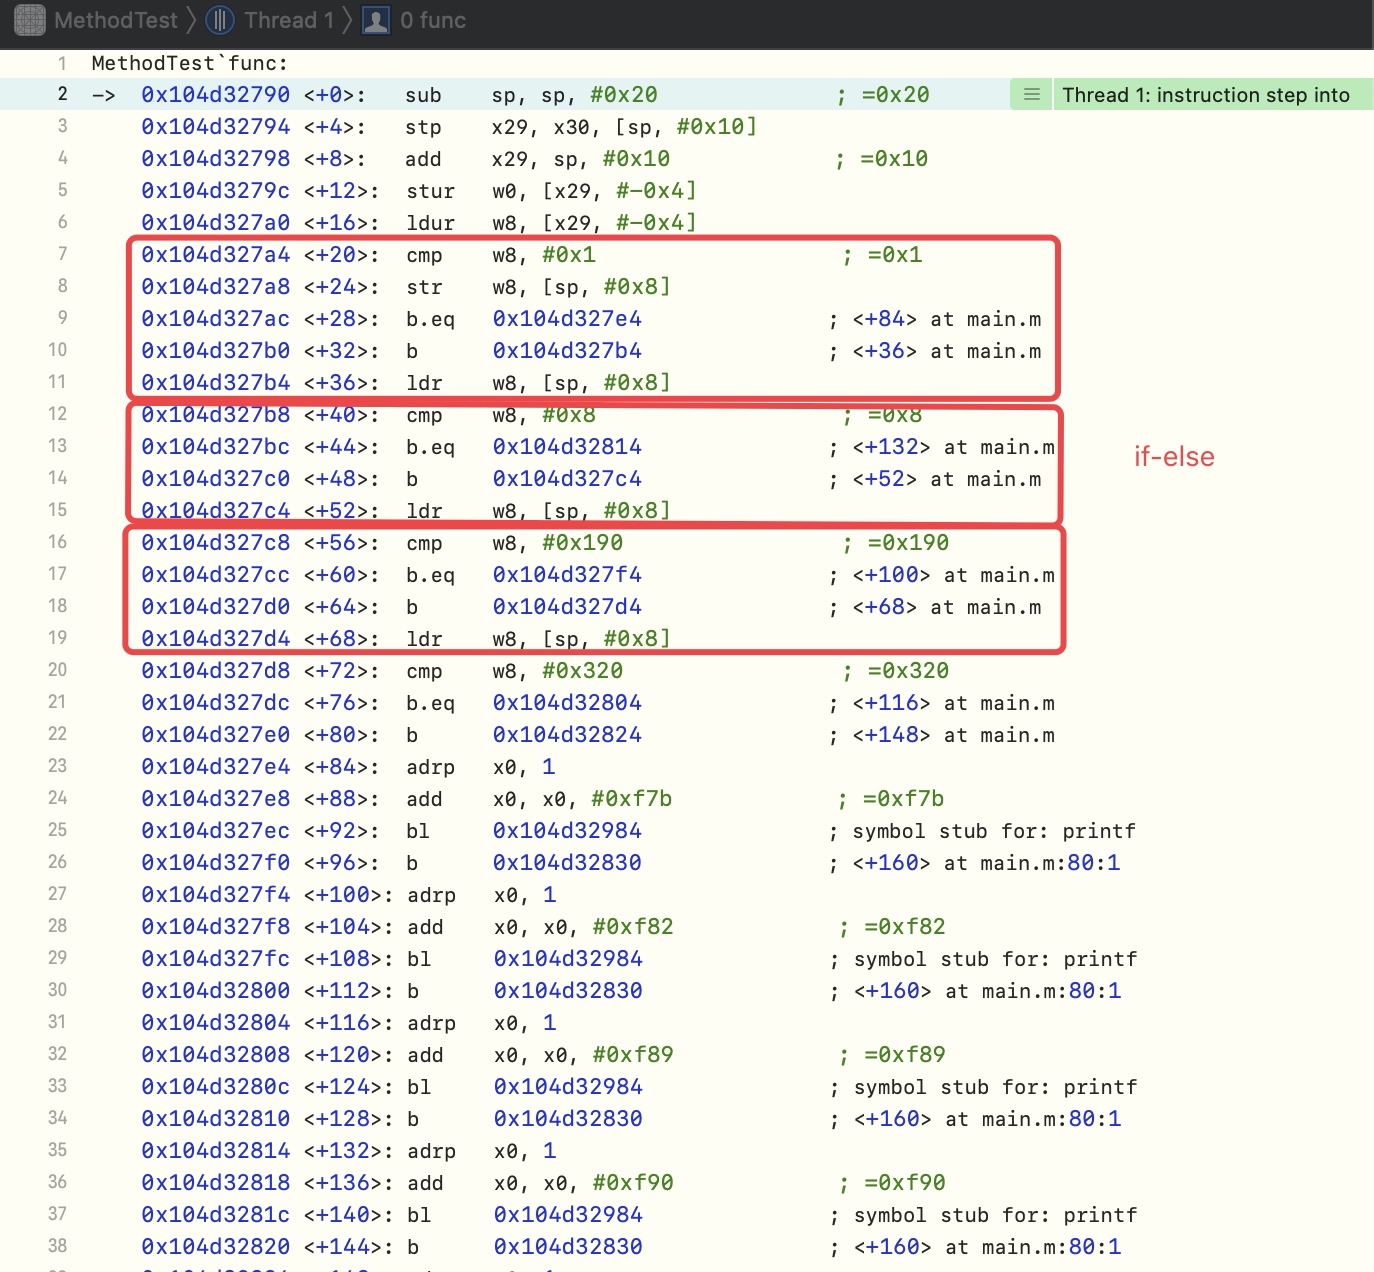 MethodTest 〉 Thread 1 〉 0 func
1 MethodTest`func:
2 -> 0x104d32790 <+0>: sub sp, sp, #0x20 ; =0x20 Thread 1: instruction step into
3 0x104d32794 <+4>: stp x29, x30, [sp, #0x10]
4 0x104d32798 <+8>: add x29, sp, #0x10 ; =0x10
5 0x104d3279c <+12>: stur w0, [x29, #-0x4]
6 0x104d327a0 <+16>: ldur w8, [x29, #-0x4]
7 0x104d327a4 <+20>: cmp w8, #0x1 ; =0x1
8 0x104d327a8 <+24>: str w8, [sp, #0x8]
9 0x104d327ac <+28>: b.eq 0x104d327e4 ; <+84> at main.m
10 0x104d327b0 <+32>: b 0x104d327b4 ; <+36> at main.m
11 0x104d327b4 <+36>: ldr w8, [sp, #0x8]
12 0x104d327b8 <+40>: cmp w8, #0x8 ; =0x8
13 0x104d327bc <+44>: b.eq 0x104d32814 ; <+132> at main.m
if-else
14 0x104d327c0 <+48>: b 0x104d327c4 ; <+52> at main.m
15 0x104d327c4 <+52>: ldr w8, [sp, #0x8]
16 0x104d327c8 <+56>: cmp w8, #0x190 ; =0x190
17 0x104d327cc <+60>: b.eq 0x104d327f4 ; <+100> at main.m
18 0x104d327d0 <+64>: b 0x104d327d4 ; <+68> at main.m
19 0x104d327d4 <+68>: ldr w8, [sp, #0x8]
20 0x104d327d8 <+72>: cmp w8, #0x320 ; =0x320
21 0x104d327dc <+76>: b.eq 0x104d32804 ; <+116> at main.m
22 0x104d327e0 <+80>: b 0x104d32824 ; <+148> at main.m
23 0x104d327e4 <+84>: adrp x0, 1
24 0x104d327e8 <+88>: add x0, x0, #0xf7b ; =0xf7b
25 0x104d327ec <+92>: bl 0x104d32984 ; symbol stub for: printf
26 0x104d327f0 <+96>: b 0x104d32830 ; <+160> at main.m:80:1
27 0x104d327f4 <+100>: adrp x0, 1
28 0x104d327f8 <+104>: add x0, x0, #0xf82 ; =0xf82
29 0x104d327fc <+108>: bl 0x104d32984 ; symbol stub for: printf
30 0x104d32800 <+112>: b 0x104d32830 ; <+160> at main.m:80:1
31 0x104d32804 <+116>: adrp x0, 1
32 0x104d32808 <+120>: add x0, x0, #0xf89 ; =0xf89
33 0x104d3280c <+124>: bl 0x104d32984 ; symbol stub for: printf
34 0x104d32810 <+128>: b 0x104d32830 ; <+160> at main.m:80:1
35 0x104d32814 <+132>: adrp x0, 1
36 0x104d32818 <+136>: add x0, x0, #0xf90 ; =0xf90
37 0x104d3281c <+140>: bl 0x104d32984 ; symbol stub for: printf
38 0x104d32820 <+144>: b 0x104d32830 ; <+160> at main.m:80:1